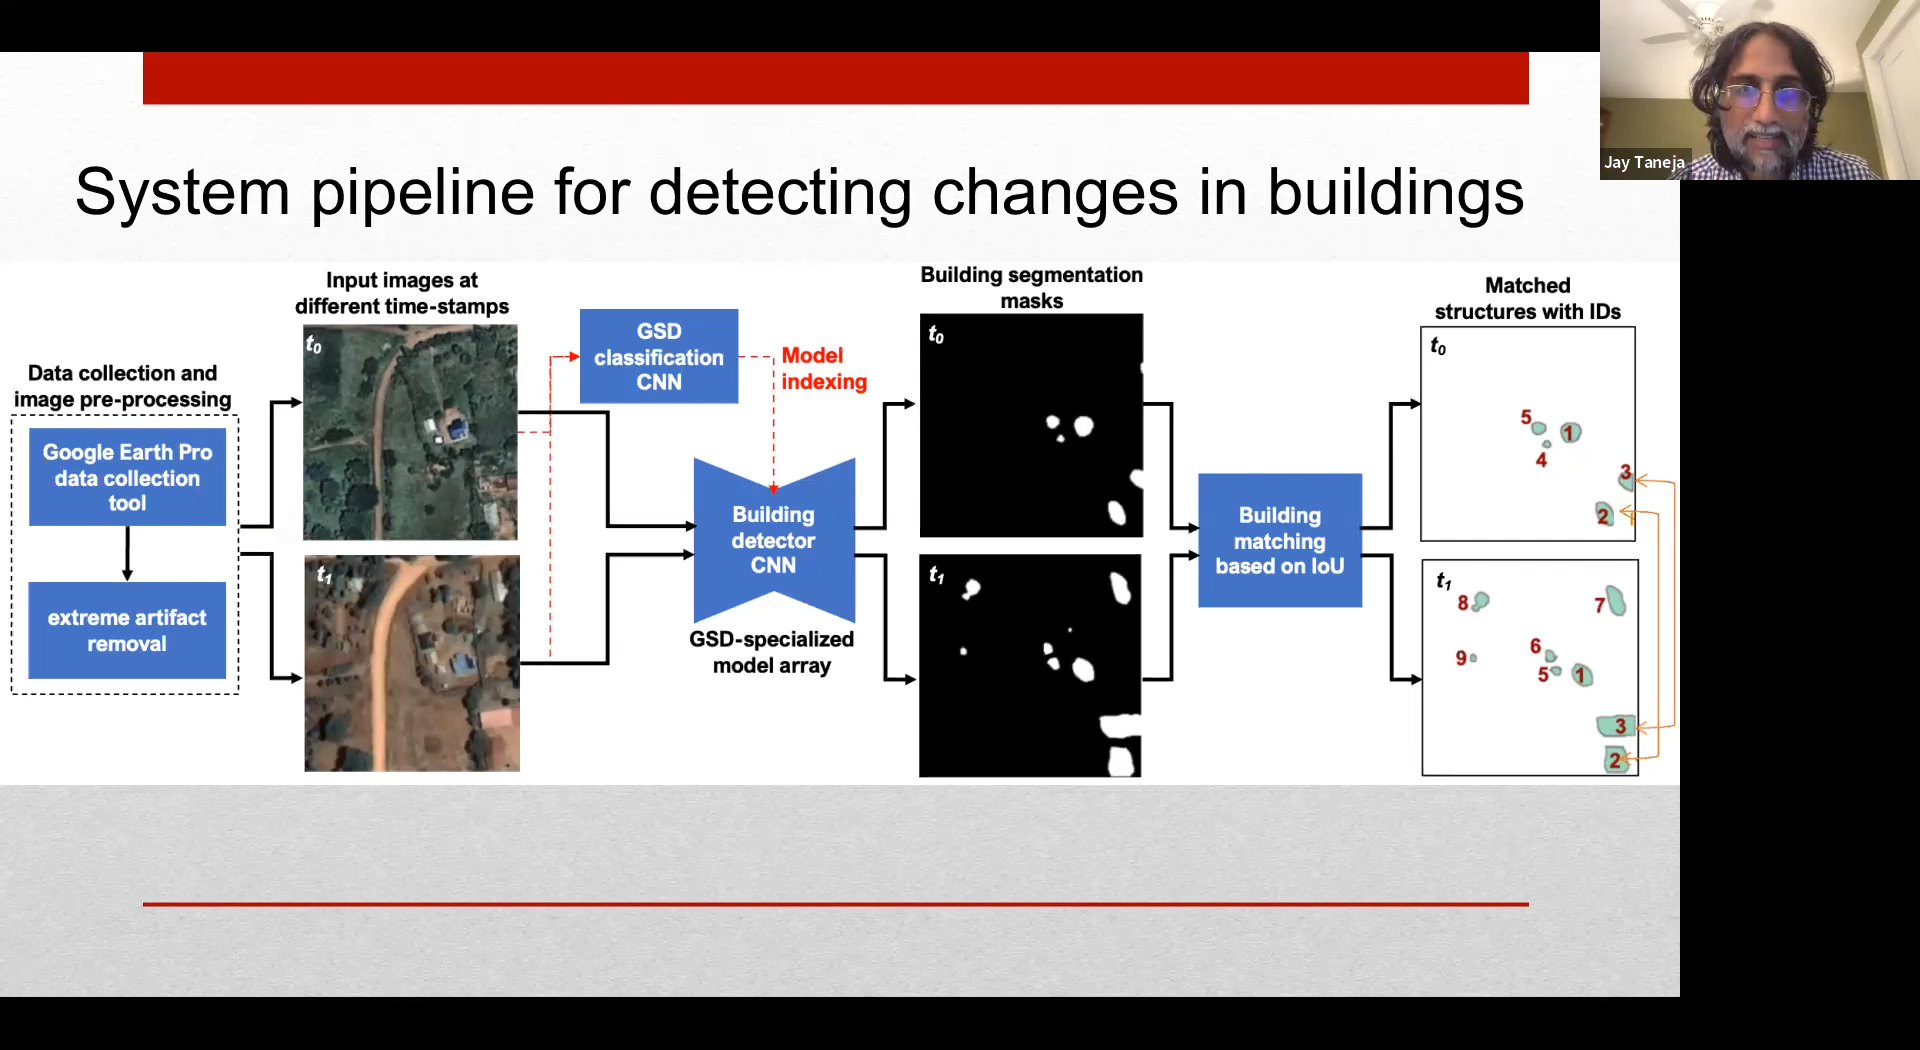 Jay Taneja
System pipeline for detecting changes in buildings
Data collection and
image pre-processing
Google Earth Pro
data collection
tool
extreme artifact
removal
Input images at
different time-stamps
t0
t1
GSD
classification
CNN
Model
indexing
Building
detector
CNN
GSD-specialized
model array
Building segmentation
masks
t0
t1
Building
matching
based on IoU
Matched
structures with IDs
t0
5
1
4
3
2
t1
8
7
6
9
5
1
3
2